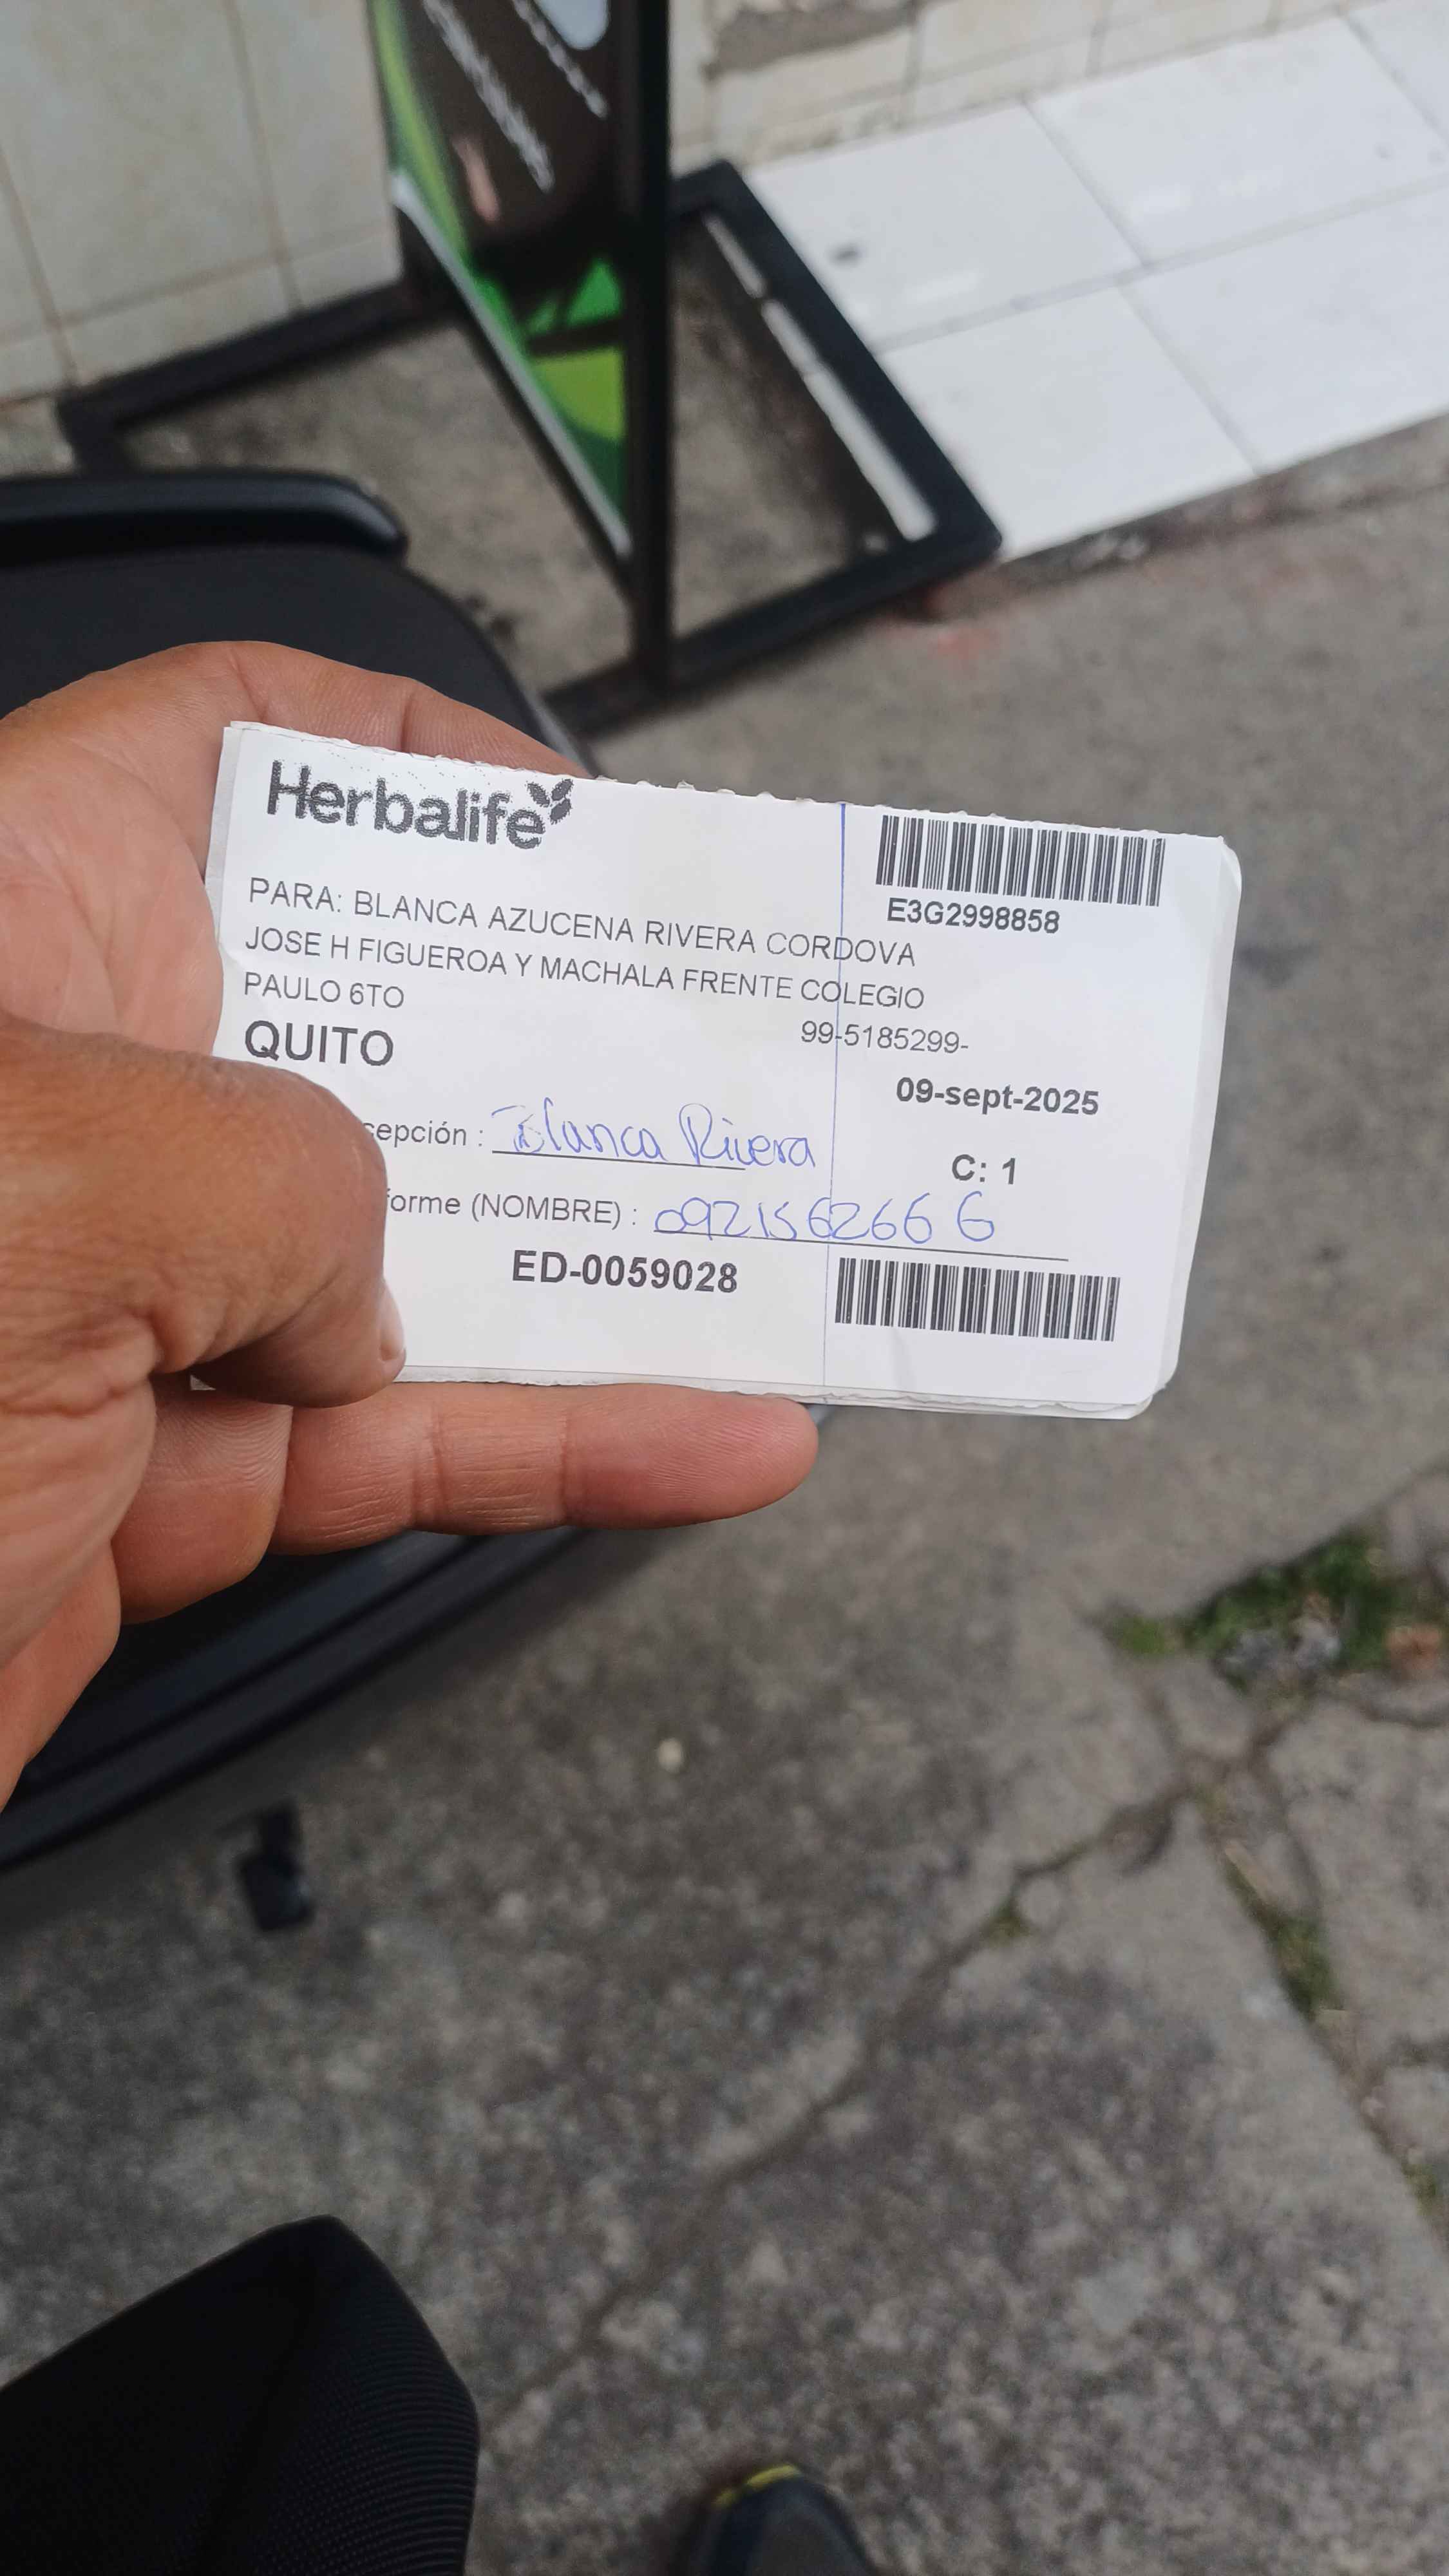 Herbalife
E3G2998858
PARA: BLANCA AZUCENA RIVERA CORDOVA
JOSE H FIGUEROA Y MACHALA FRENTE COLEGIO
PAULO 6TO
99-5185299-
QUITO
09-sept-2025
cepción : Blanca Rivera
C: 1
forme (NOMBRE) : 0921562666
ED-0059028